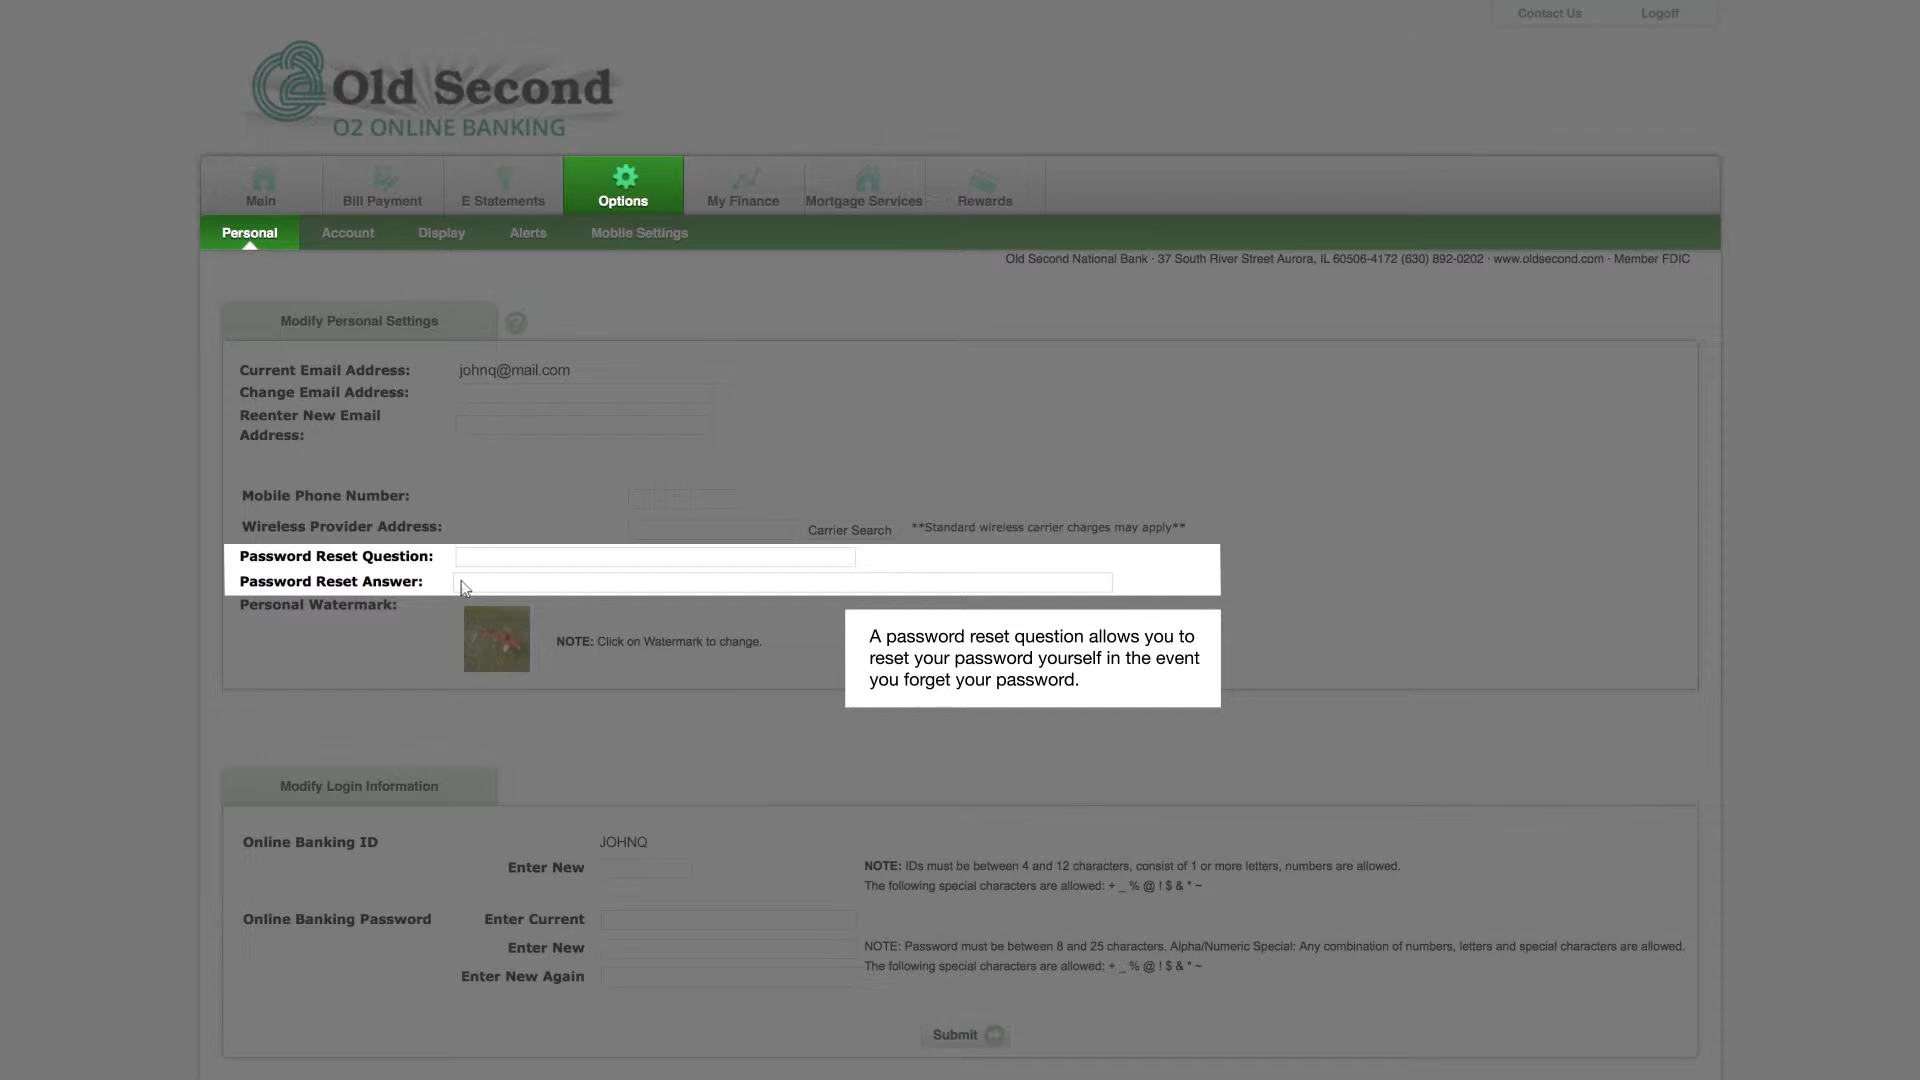 Contact Us Logoff
Old Second
O2 ONLINE BANKING
Main Bill Payment E Statements Options My Finance Mortgage Services Rewards
Personal Account Display Alerts Mobile Settings
Old Second National Bank · 37 South River Street Aurora, IL 60506-4172 (630) 892-0202 · www.oldsecond.com · Member FDIC
Modify Personal Settings ?
Current Email Address: johnq@mail.com
Change Email Address:
Reenter New Email
Address:
Mobile Phone Number:
Wireless Provider Address: Carrier Search **Standard wireless carrier charges may apply**
Password Reset Question:
Password Reset Answer:
Personal Watermark:
NOTE: Click on Watermark to change.
A password reset question allows you to
reset your password yourself in the event
you forget your password.
Modify Login Information
Online Banking ID JOHNQ
Enter New NOTE: IDs must be between 4 and 12 characters, consist of 1 or more letters, numbers are allowed.
The following special characters are allowed: + _ % @ ! $ & * ~
Online Banking Password Enter Current
Enter New NOTE: Password must be between 8 and 25 characters. Alpha/Numeric Special: Any combination of numbers, letters and special characters are allowed.
The following special characters are allowed: + _ % @ ! $ & * ~
Enter New Again
Submit